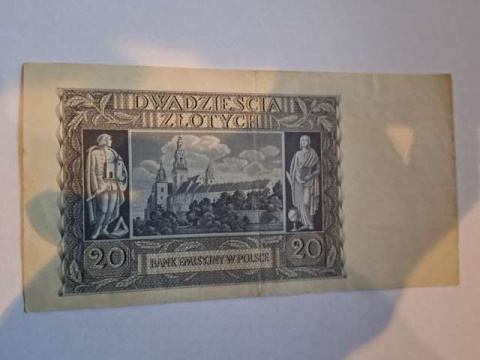 DWADZIEŚCIA
ZŁOTYCH
20 BANK EMISYJNY W POLSCE 20